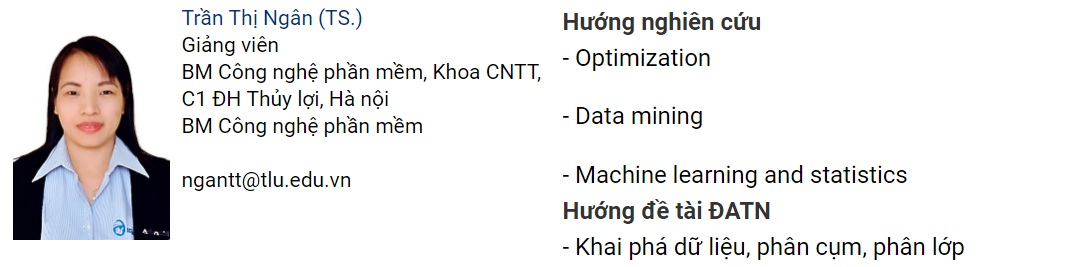 Trần Thị Ngân (TS.)
Giảng viên
BM Công nghệ phần mềm, Khoa CNTT,
C1 ĐH Thủy lợi, Hà nội
BM Công nghệ phần mềm
ngantt@tlu.edu.vn
Hướng nghiên cứu
- Optimization
- Data mining
- Machine learning and statistics
Hướng đề tài ĐATN
- Khai phá dữ liệu, phân cụm, phân lớp